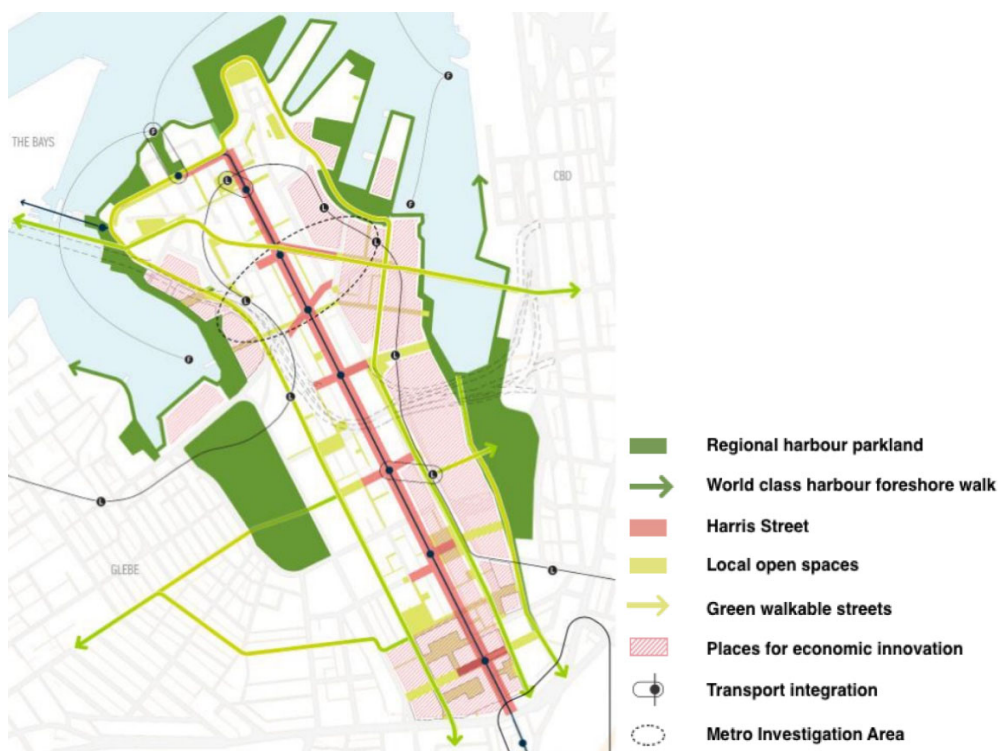 THE BAYS
CBD
GLEBE
F
F
F
F
L
L
L
L
L
L
L
L
L
Regional harbour parkland
World class harbour foreshore walk
Harris Street
Local open spaces
Green walkable streets
Places for economic innovation
Transport integration
Metro Investigation Area